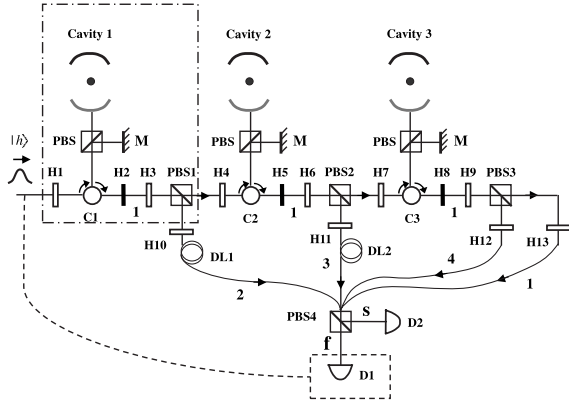 Cavity 1 Cavity 2 Cavity 3
|h⟩ PBS M PBS M PBS M
H1 H2 H3 PBS1 H4 H5 H6 PBS2 H7 H8 H9 PBS3
C1 1 C2 1 C3 1
H10 H11 H12 H13
DL1 DL2
2 3 4 1
PBS4 s D2
f
D1